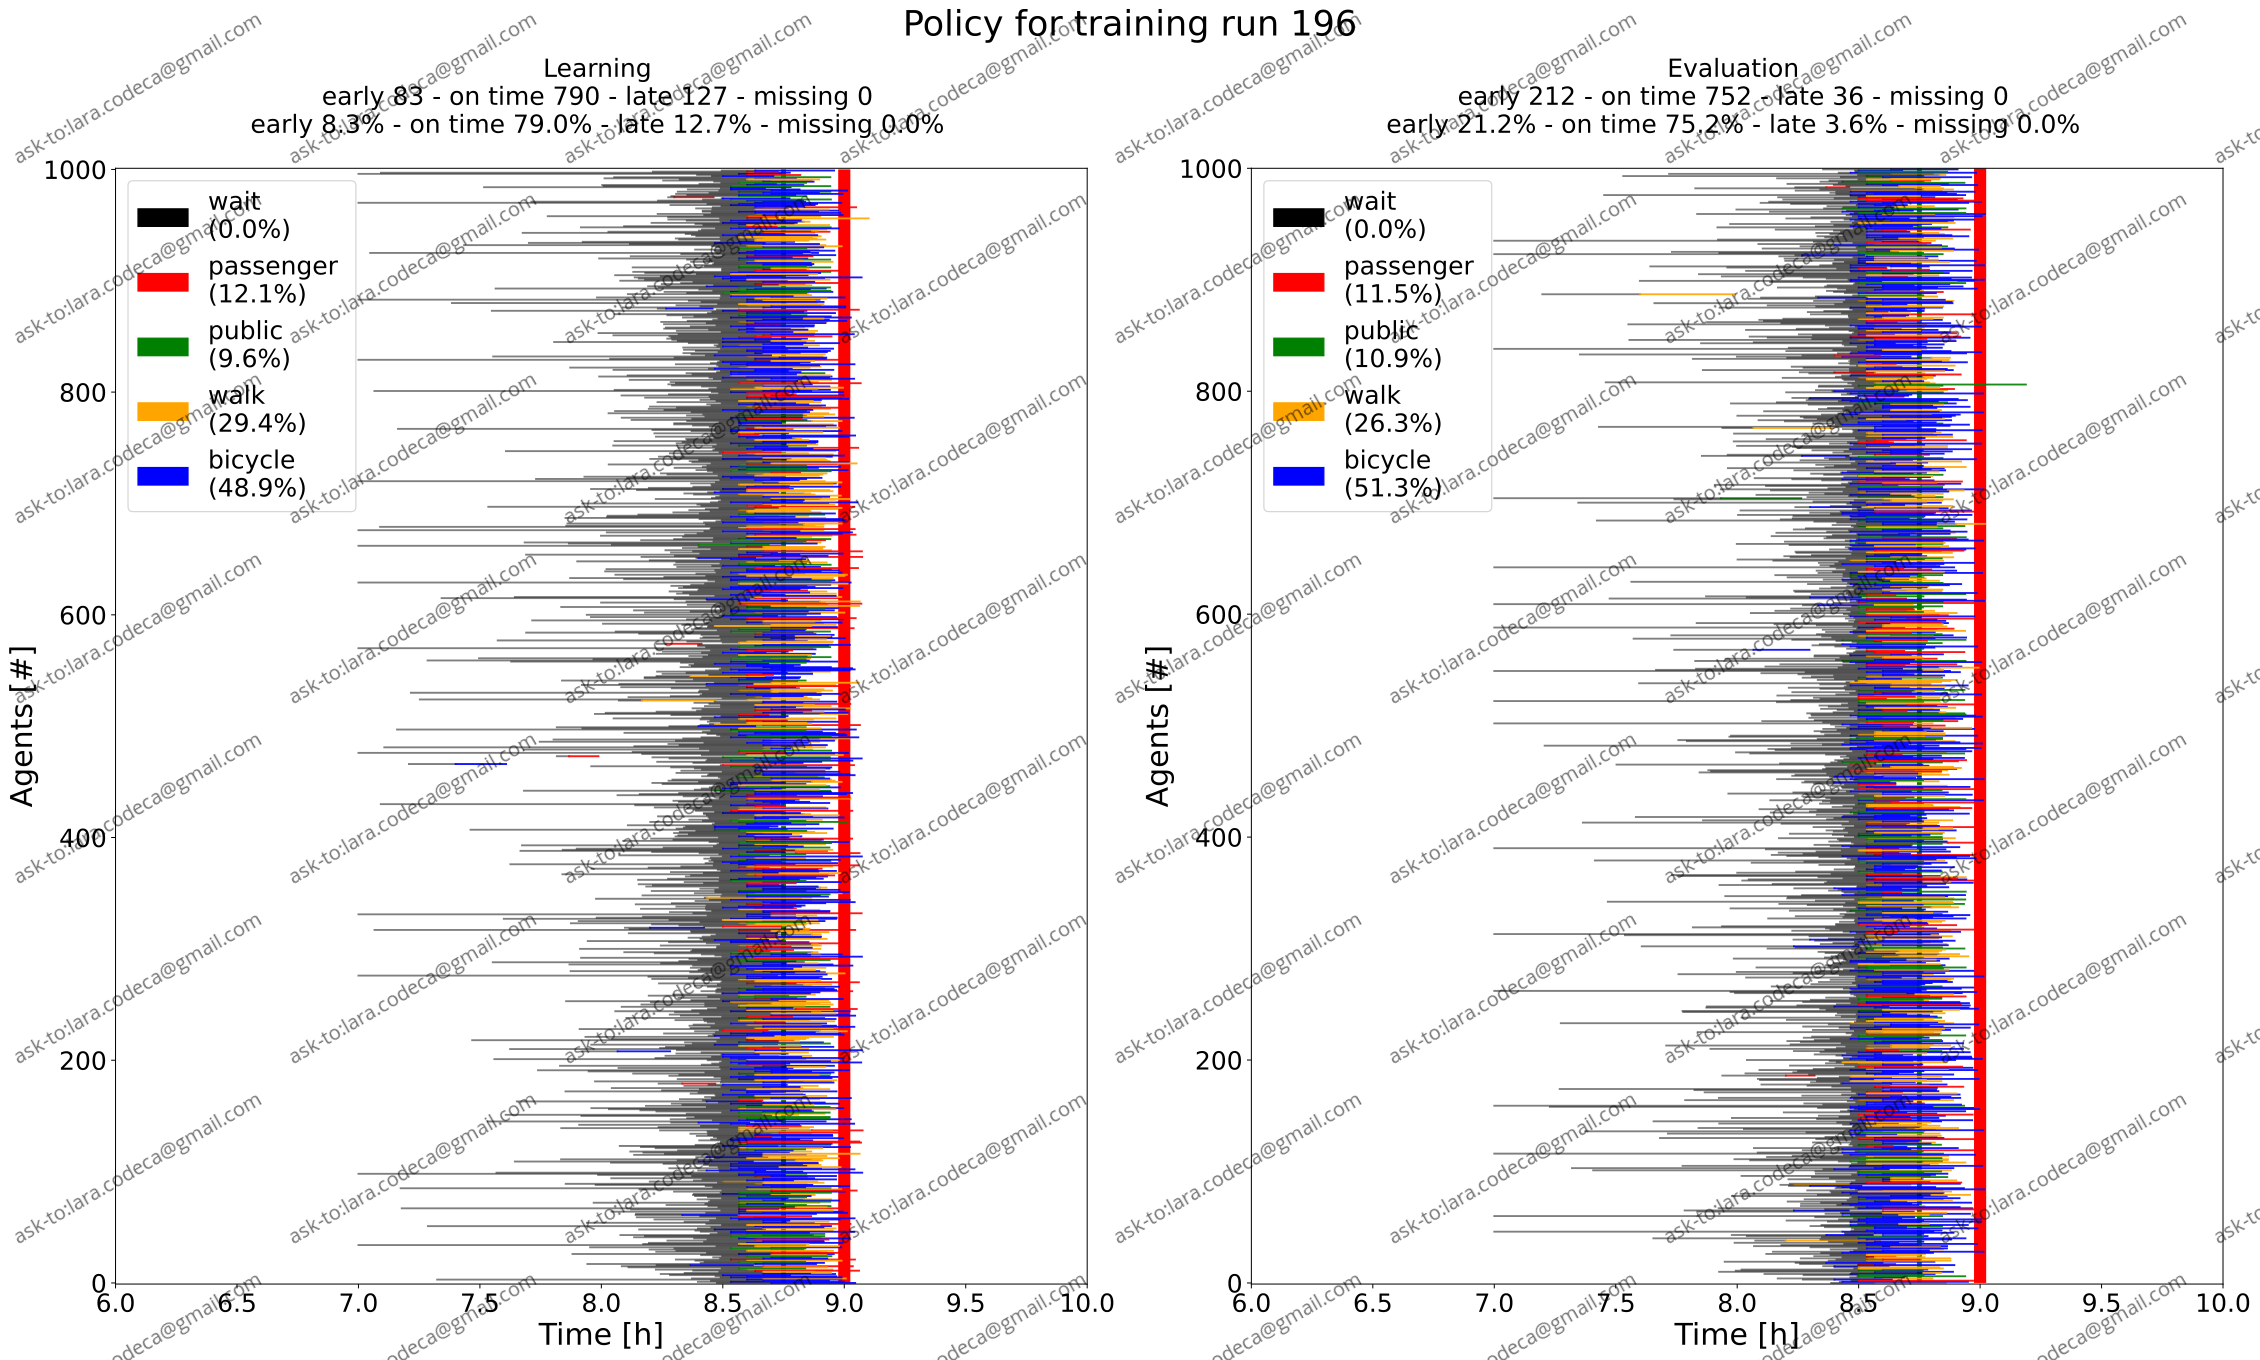 Policy for training run 196
Learning
early 83 - on time 790 - late 127 - missing 0
early 8.3% - on time 79.0% - late 12.7% - missing 0.0%
1000
800
600
400
200
0
Agents [#]
wait
(0.0%)
passenger
(12.1%)
public
(9.6%)
walk
(29.4%)
bicycle
(48.9%)
6.0 6.5 7.0 7.5 8.0 8.5 9.0 9.5 10.0
Time [h]
Evaluation
early 212 - on time 752 - late 36 - missing 0
early 21.2% - on time 75.2% - late 3.6% - missing 0.0%
1000
800
600
400
200
0
Agents [#]
wait
(0.0%)
passenger
(11.5%)
public
(10.9%)
walk
(26.3%)
bicycle
(51.3%)
6.0 6.5 7.0 7.5 8.0 8.5 9.0 9.5 10.0
Time [h]
ask-to:lara.codeca@gmail.com